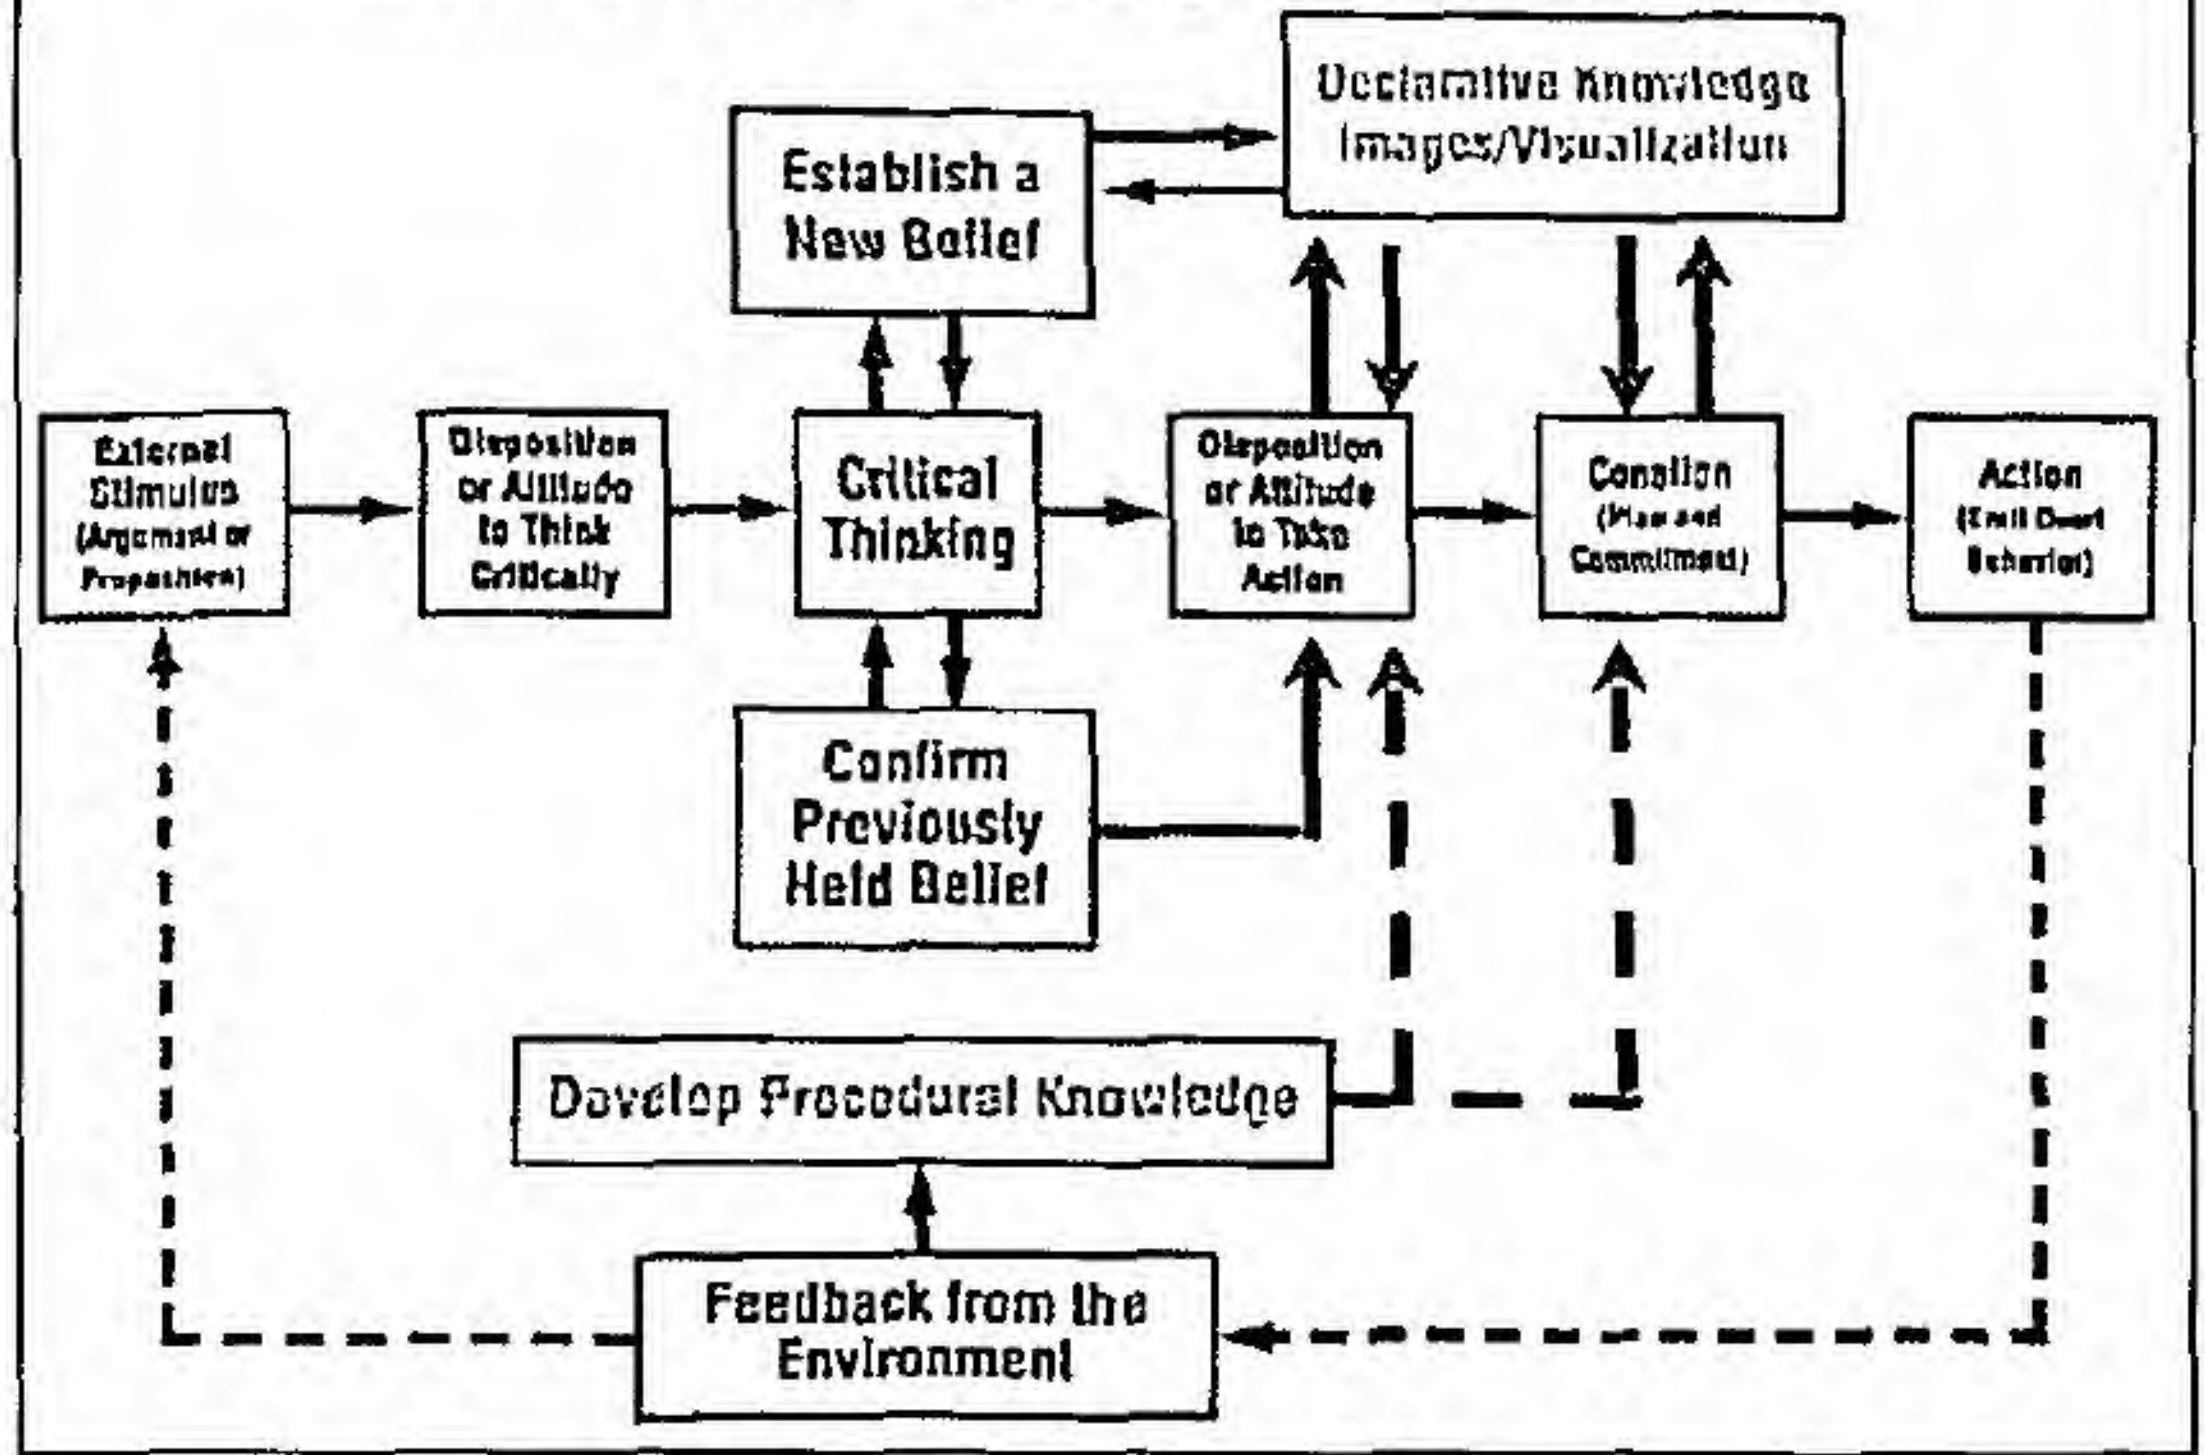 Declarative Knowledge
Images/Visualization
Establish a
New Belief
External
Stimulus
(Argument or
Proposition)
Disposition
or Attitude
to Think
Critically
Critical
Thinking
Disposition
or Attitude
to Take
Action
Conation
(Plan and
Commitment)
Action
(Emit Overt
Behavior)
Confirm
Previously
Held Belief
Develop Procedural Knowledge
Feedback from the
Environment